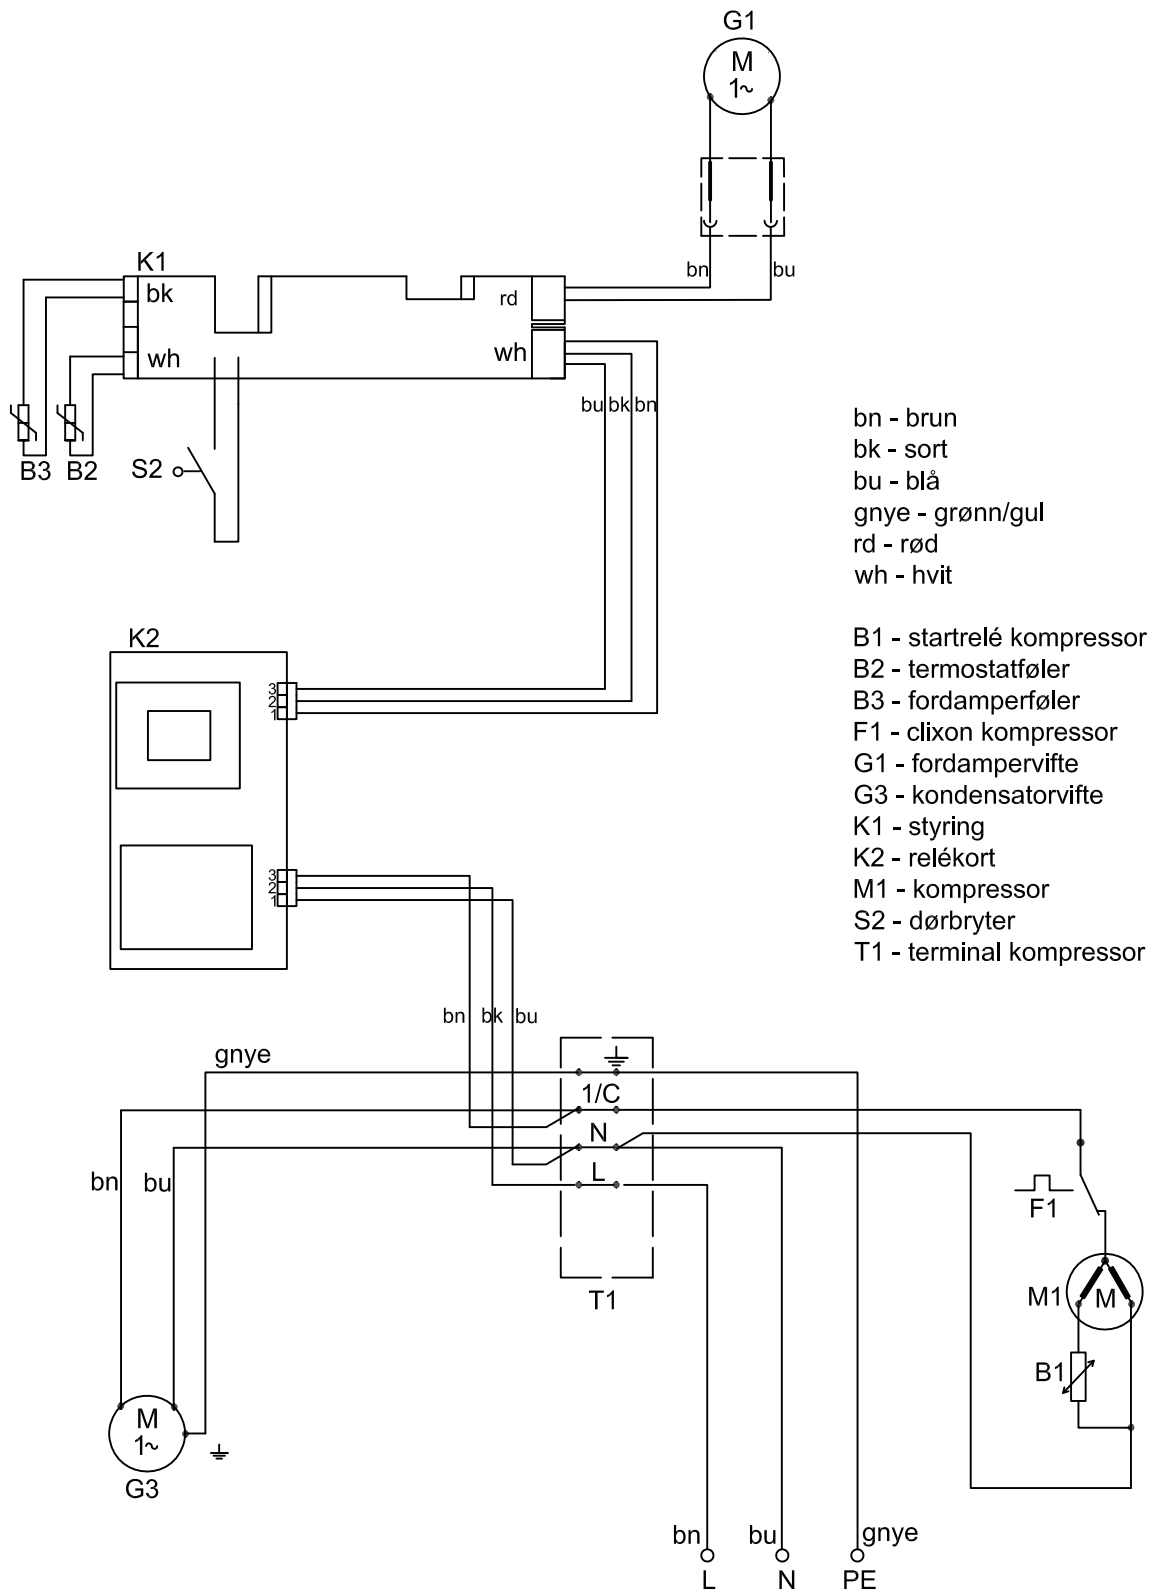 G1
M
1~
bn bu
K1
bk
rd
wh
wh
bu bk bn
B3 B2
S2
bn - brun
bk - sort
bu - blå
gnye - grønn/gul
rd - rød
wh - hvit
B1 - startrelé kompressor
B2 - termostatføler
B3 - fordamperføler
F1 - clixon kompressor
G1 - fordampervifte
G3 - kondensatorvifte
K1 - styring
K2 - relékort
M1 - kompressor
S2 - dørbryter
T1 - terminal kompressor
K2
3
2
1
3
2
1
bn bk bu
gnye
1/C
N
L
T1
bn bu
F1
M1 M
B1
M
1~
G3
bn bu gnye
L N PE